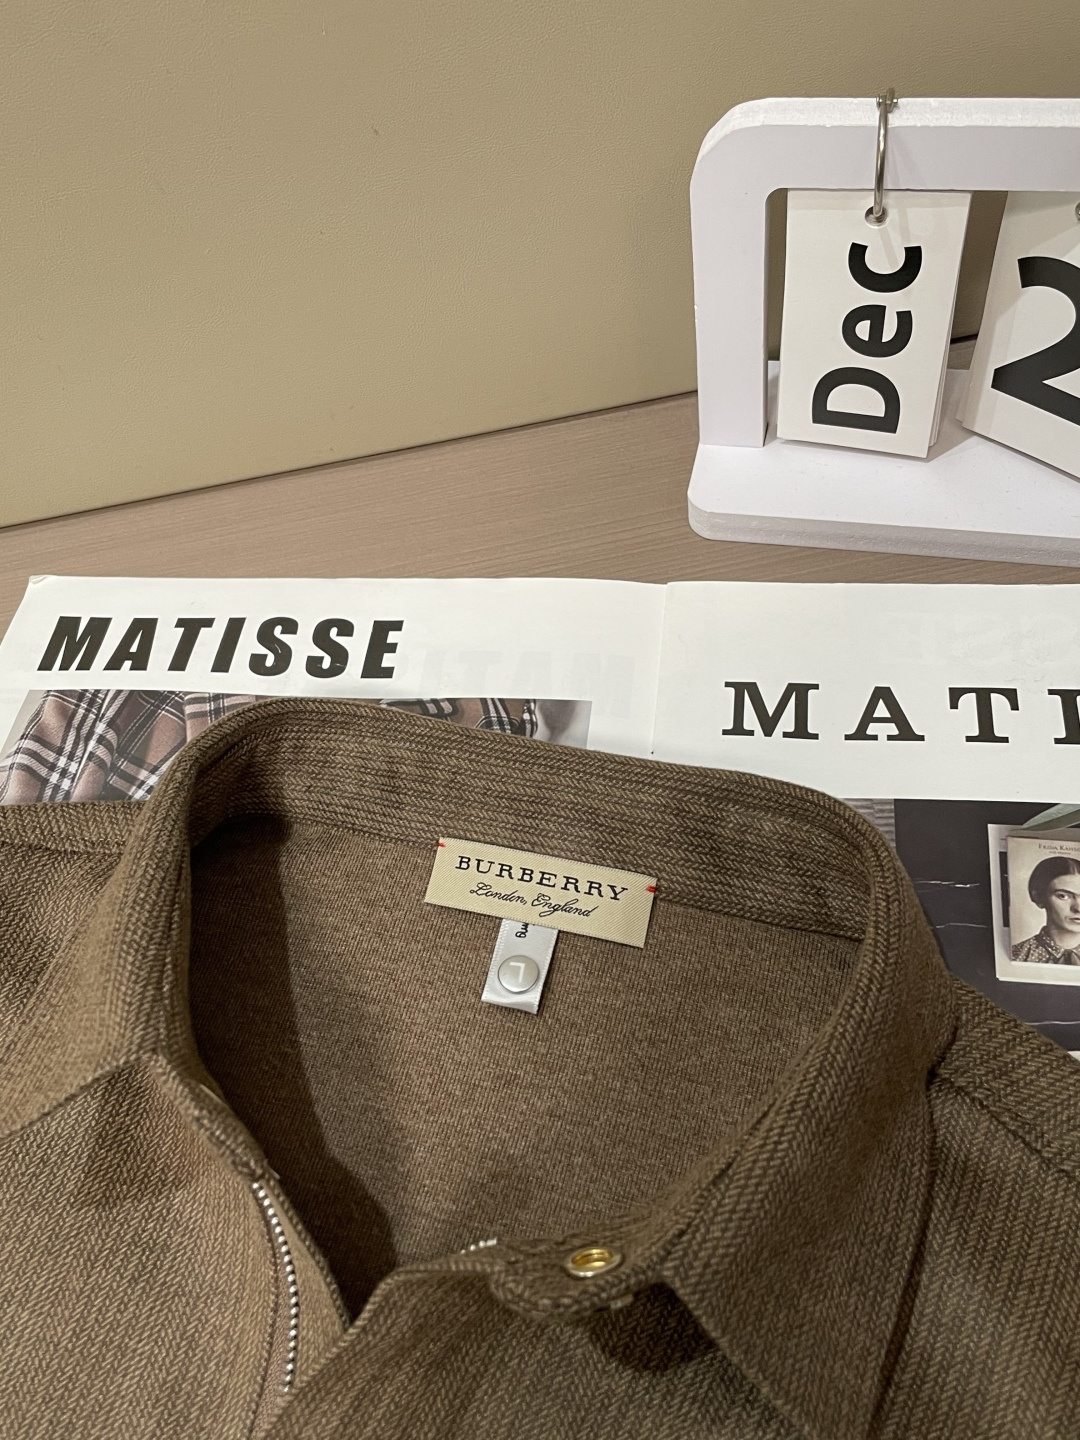 Dec
2
MATISSE
MATI
BURBERRY
London, England
L